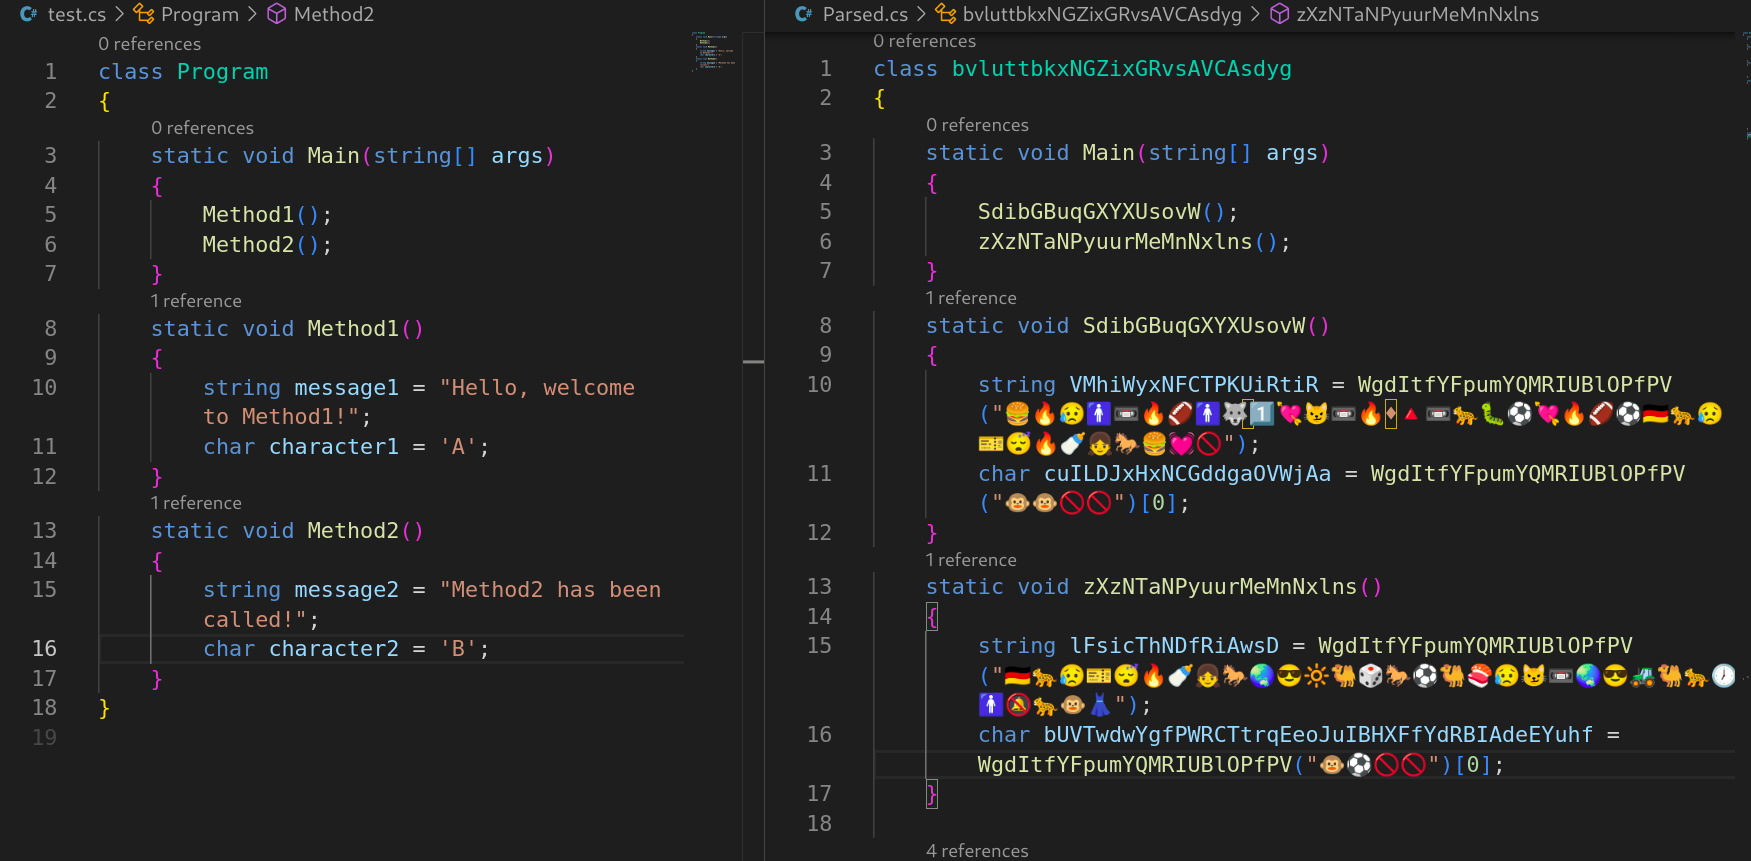 test.cs > Program > Method2
0 references
1 class Program
2 {
0 references
3 static void Main(string[] args)
4 {
5 Method1();
6 Method2();
7 }
1 reference
8 static void Method1()
9 {
10 string message1 = "Hello, welcome
to Method1!";
11 char character1 = 'A';
12 }
1 reference
13 static void Method2()
14 {
15 string message2 = "Method2 has been
called!";
16 char character2 = 'B';
17 }
18 }
19
Parsed.cs > bvluttbkxNGZixGRvsAVCAsdyg > zXzNTaNPyuurMeMnNxlns
0 references
1 class bvluttbkxNGZixGRvsAVCAsdyg
2 {
0 references
3 static void Main(string[] args)
4 {
5 SdibGBuqGXYXUsovW();
6 zXzNTaNPyuurMeMnNxlns();
7 }
1 reference
8 static void SdibGBuqGXYXUsovW()
9 {
10 string VMhiWyxNFCTPKUiRtiR = WgdItfYFpumYQMRIUBlOPfPV
("🍔🔥😥🚹📼🔥🏈🚹🐺1️⃣💘😼📼🔥♦🔺📼🐆🐛⚽💘🔥🏈⚽🇩🇪🐆😥
🎫😴🔥🍼👧🐎🍔💓🚫");
11 char cuILDJxHxNCGddgaOVWjAa = WgdItfYFpumYQMRIUBlOPfPV
("🐵🐵🚫🚫")[0];
12 }
1 reference
13 static void zXzNTaNPyuurMeMnNxlns()
14 {
15 string lFsicThNDfRiAwsD = WgdItfYFpumYQMRIUBlOPfPV
("🇩🇪🐆😥🎫😴🔥🍼👧🐎🌏😎🔆🐫🎲🐎⚽🐫🍣😥😼📼🌏😎🚜🐫🐆🕖
🚹🔕🐆🐵👗");
16 char bUVTwdwYgfPWRCTtrqEeoJuIBHXFfYdRBIAdeEYuhf =
WgdItfYFpumYQMRIUBlOPfPV("🐵⚽🚫🚫")[0];
17 }
18
4 references